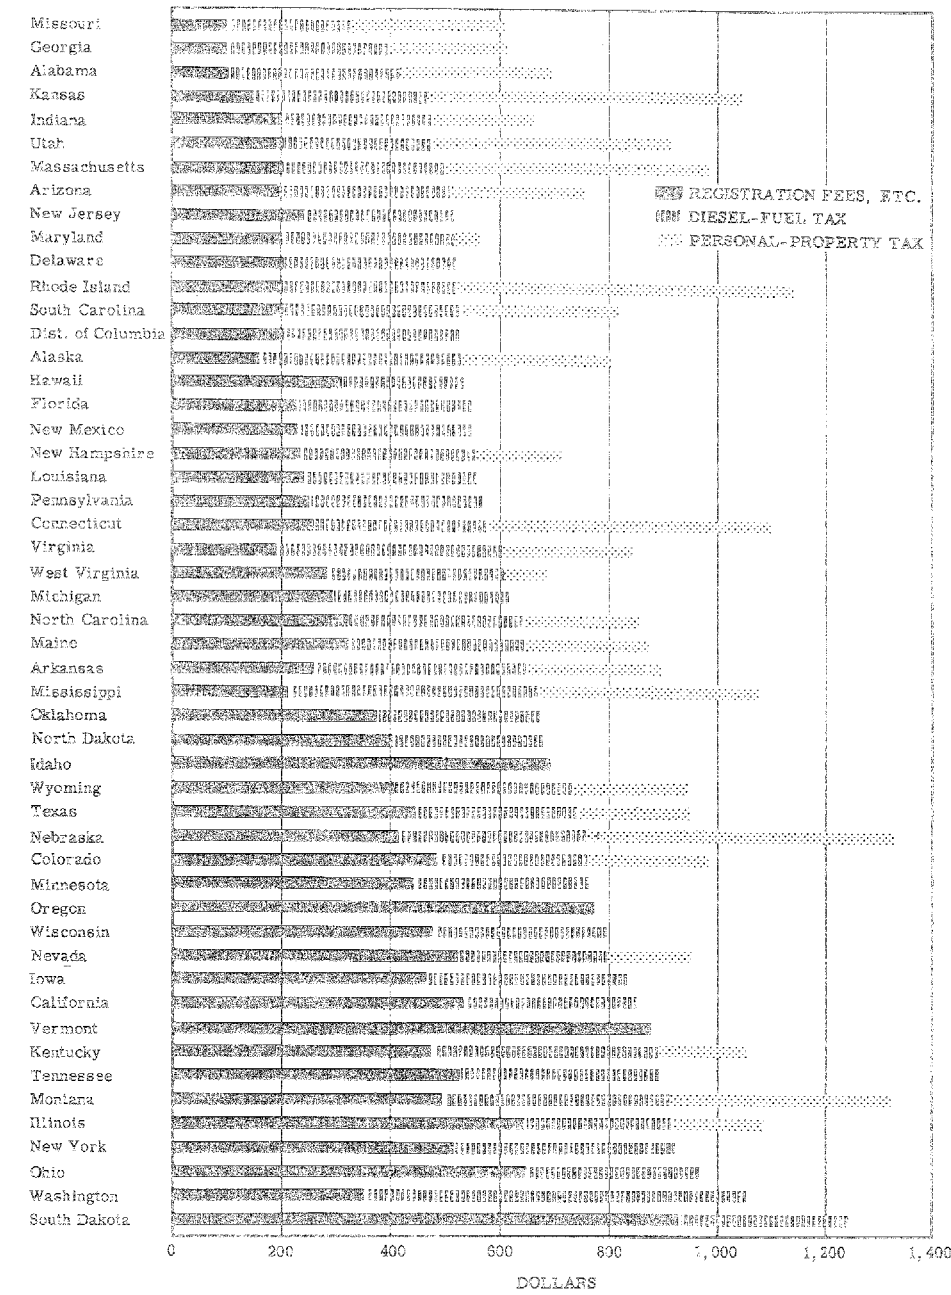 Missouri
Georgia
Alabama
Kansas
Indiana
Utah
Massachusetts
Arizona
REGISTRATION FEES, ETC.
New Jersey
DIESEL-FUEL TAX
Maryland
PERSONAL-PROPERTY TAX
Delaware
Rhode Island
South Carolina
Dist. of Columbia
Alaska
Hawaii
Florida
New Mexico
New Hampshire
Louisiana
Pennsylvania
Connecticut
Virginia
West Virginia
Michigan
North Carolina
Maine
Arkansas
Mississippi
Oklahoma
North Dakota
Idaho
Wyoming
Texas
Nebraska
Colorado
Minnesota
Oregon
Wisconsin
Nevada
Iowa
California
Vermont
Kentucky
Tennessee
Montana
Illinois
New York
Ohio
Washington
South Dakota
0 200 400 600 800 1,000 1,200 1,400
DOLLARS